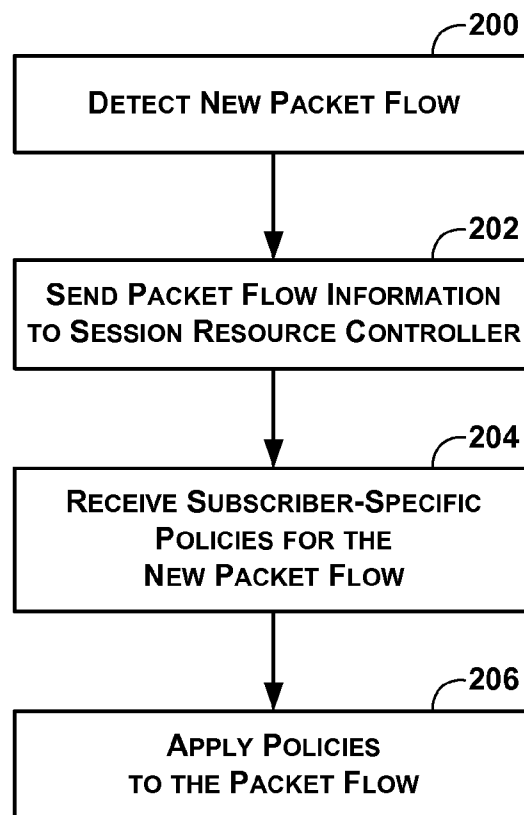 200
DETECT NEW PACKET FLOW
202
SEND PACKET FLOW INFORMATION
TO SESSION RESOURCE CONTROLLER
204
RECEIVE SUBSCRIBER-SPECIFIC
POLICIES FOR THE
NEW PACKET FLOW
206
APPLY POLICIES
TO THE PACKET FLOW